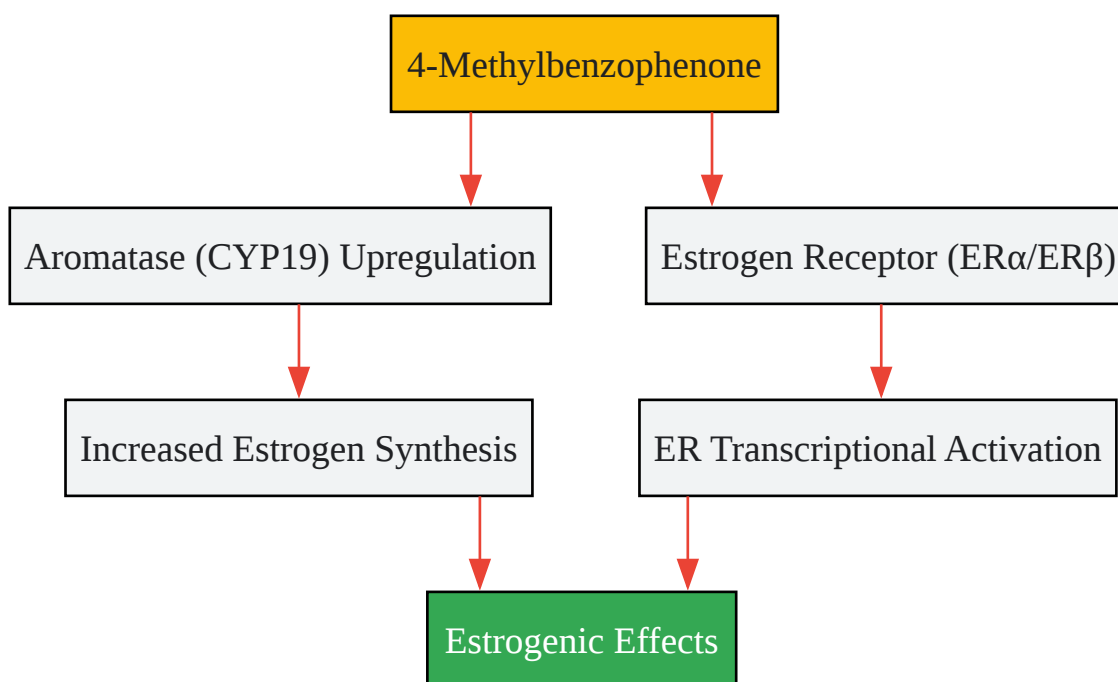 4-Methylbenzophenone
Aromatase (CYP19) Upregulation
Estrogen Receptor (ERα/ERβ)
Increased Estrogen Synthesis
ER Transcriptional Activation
Estrogenic Effects